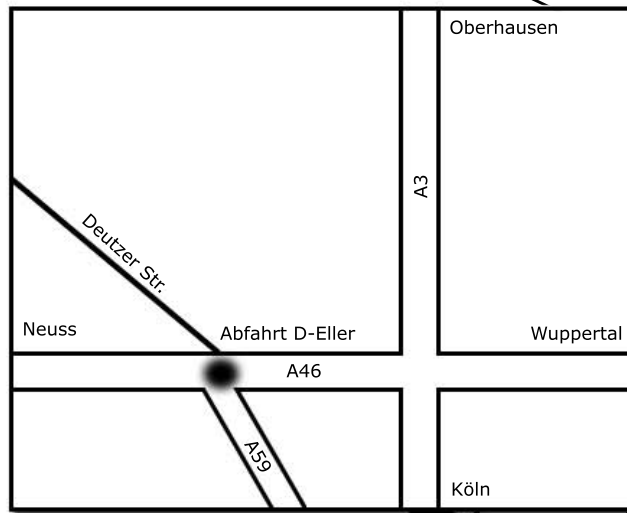 Oberhausen
A3
Deutzer Str.
Neuss
Abfahrt D-Eller
Wuppertal
A46
A59
Köln